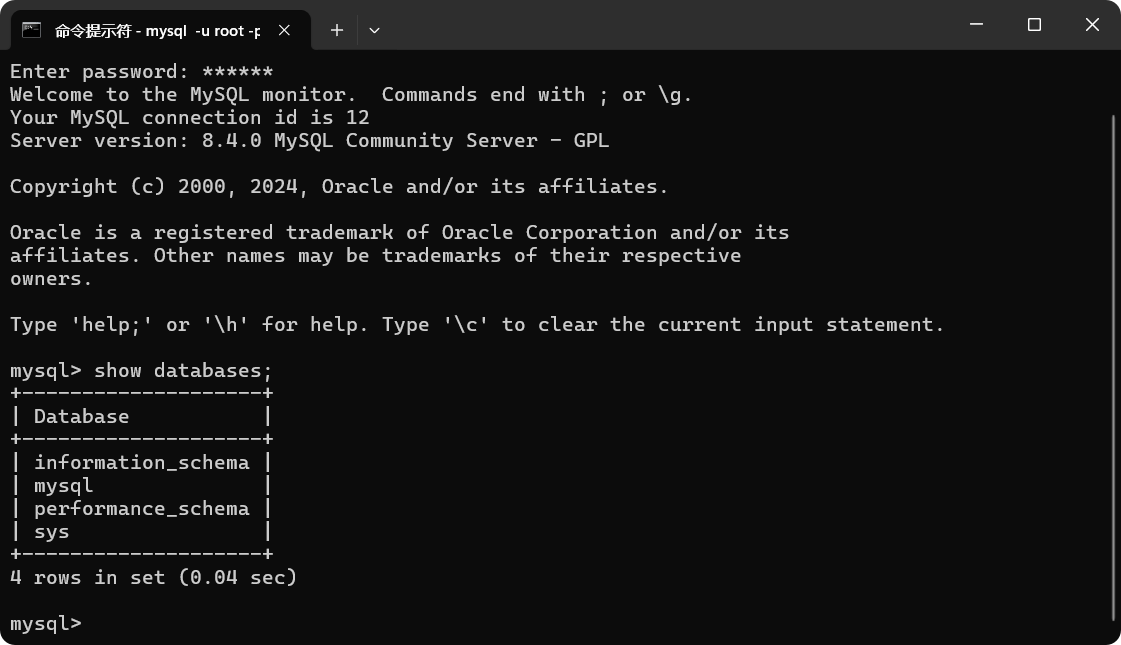 命令提示符 - mysql  -u root -p
Enter password: ******
Welcome to the MySQL monitor.  Commands end with ; or \g.
Your MySQL connection id is 12
Server version: 8.4.0 MySQL Community Server - GPL
Copyright (c) 2000, 2024, Oracle and/or its affiliates.
Oracle is a registered trademark of Oracle Corporation and/or its
affiliates. Other names may be trademarks of their respective
owners.
Type 'help;' or '\h' for help. Type '\c' to clear the current input statement.
mysql> show databases;
+--------------------+
| Database           |
+--------------------+
| information_schema |
| mysql              |
| performance_schema |
| sys                |
+--------------------+
4 rows in set (0.04 sec)
mysql>